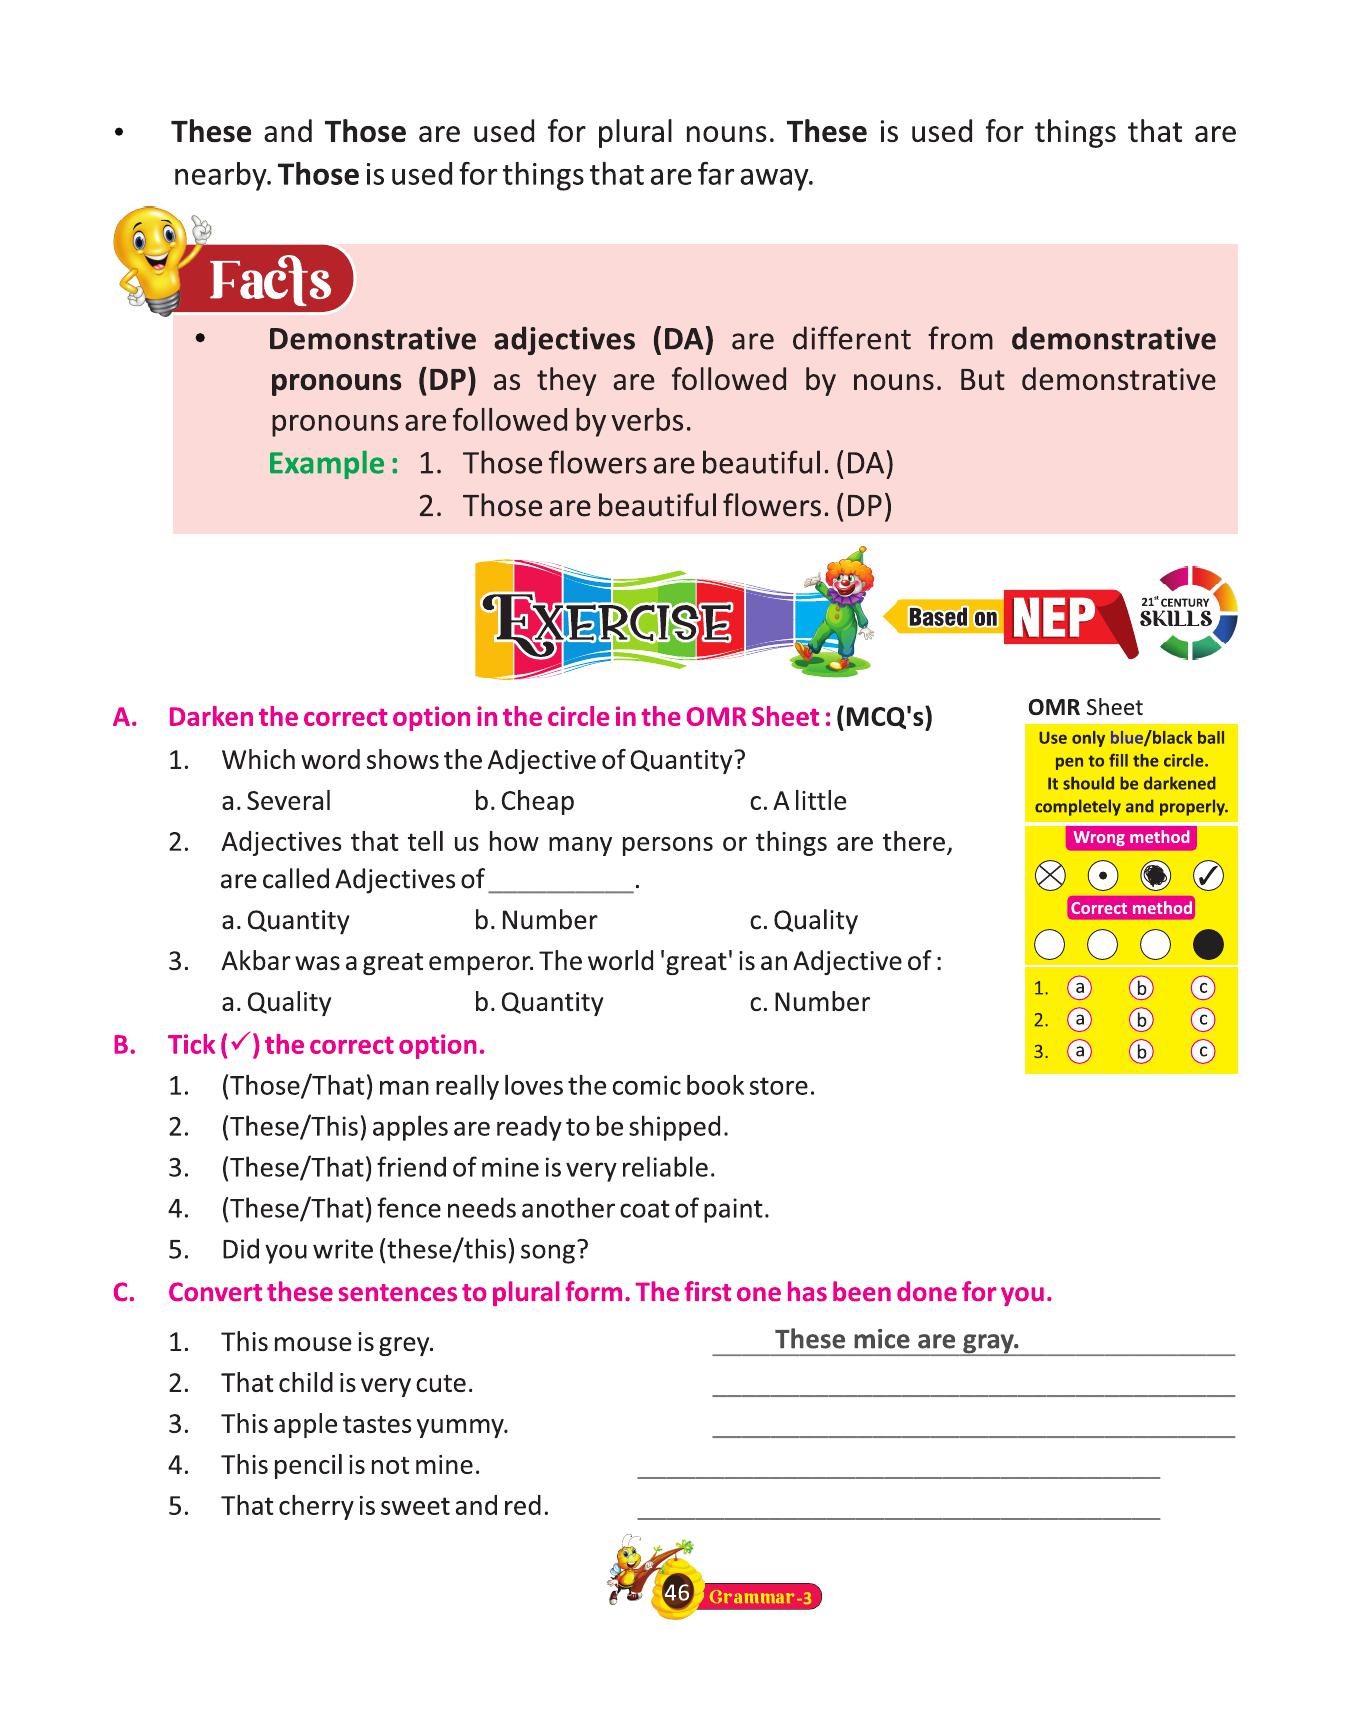 • These and Those are used for plural nouns. These is used for things that are
nearby. Those is used for things that are far away.
Facts
• Demonstrative adjectives (DA) are different from demonstrative
pronouns (DP) as they are followed by nouns. But demonstrative
pronouns are followed by verbs.
Example : 1. Those flowers are beautiful. (DA)
2. Those are beautiful flowers. (DP)
EXERCISE
Based on NEP
21st CENTURY
SKILLS
A. Darken the correct option in the circle in the OMR Sheet : (MCQ's)
1. Which word shows the Adjective of Quantity?
a. Several b. Cheap c. A little
2. Adjectives that tell us how many persons or things are there,
are called Adjectives of __________.
a. Quantity b. Number c. Quality
3. Akbar was a great emperor. The world 'great' is an Adjective of :
a. Quality b. Quantity c. Number
OMR Sheet
Use only blue/black ball
pen to fill the circle.
It should be darkened
completely and properly.
Wrong method
Correct method
1. a b c
2. a b c
3. a b c
B. Tick (✓) the correct option.
1. (Those/That) man really loves the comic book store.
2. (These/This) apples are ready to be shipped.
3. (These/That) friend of mine is very reliable.
4. (These/That) fence needs another coat of paint.
5. Did you write (these/this) song?
C. Convert these sentences to plural form. The first one has been done for you.
1. This mouse is grey. These mice are gray.
2. That child is very cute. ____________________
3. This apple tastes yummy. ____________________
4. This pencil is not mine. ____________________
5. That cherry is sweet and red. ____________________
46 Grammar-3